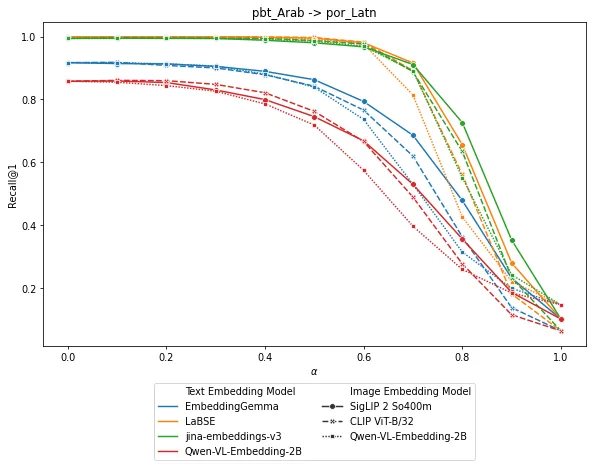 pbt_Arab -> por_Latn
Recall@1
1.0
0.8
0.6
0.4
0.2
0.0 0.2 0.4 0.6 0.8 1.0
α
Text Embedding Model
EmbeddingGemma
LaBSE
jina-embeddings-v3
Qwen-VL-Embedding-2B
Image Embedding Model
SigLIP 2 So400m
CLIP ViT-B/32
Qwen-VL-Embedding-2B